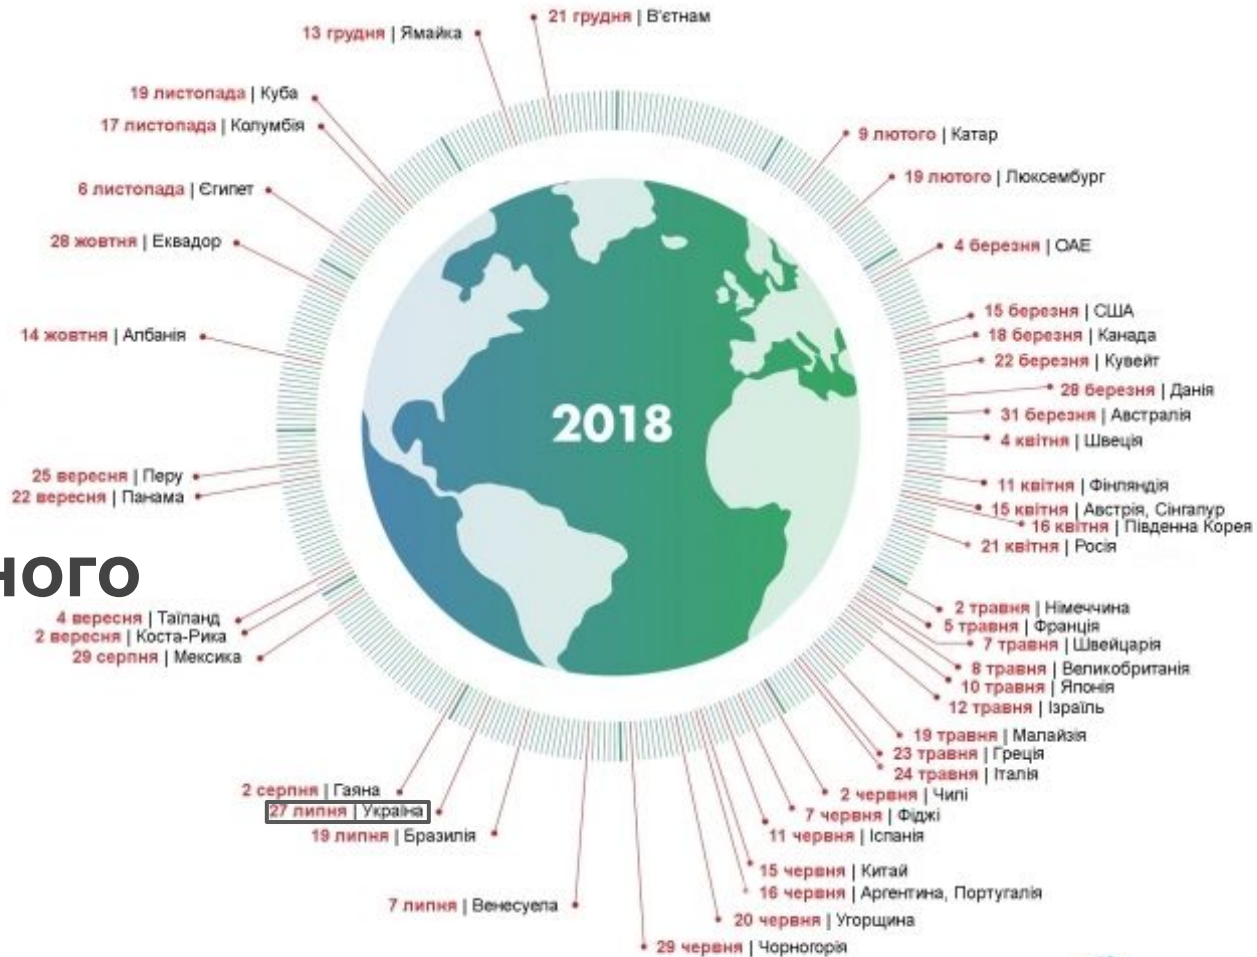 21 грудня | В'єтнам
13 грудня | Ямайка
19 листопада | Куба
17 листопада | Колумбія
6 листопада | Єгипет
28 жовтня | Еквадор
14 жовтня | Албанія
25 вересня | Перу
22 вересня | Панама
ного
4 вересня | Таїланд
2 вересня | Коста-Рика
29 серпня | Мексика
2 серпня | Гаяна
27 липня | Україна
19 липня | Бразилія
7 липня | Венесуела
2018
9 лютого | Катар
19 лютого | Люксембург
4 березня | ОАЕ
15 березня | США
18 березня | Канада
22 березня | Кувейт
28 березня | Данія
31 березня | Австралія
4 квітня | Швеція
11 квітня | Фінляндія
15 квітня | Австрія, Сінгапур
16 квітня | Південна Корея
21 квітня | Росія
2 травня | Німеччина
5 травня | Франція
7 травня | Швейцарія
8 травня | Великобританія
10 травня | Японія
12 травня | Ізраїль
19 травня | Малайзія
23 травня | Греція
24 травня | Італія
2 червня | Чилі
7 червня | Фіджі
11 червня | Іспанія
15 червня | Китай
16 червня | Аргентина, Португалія
20 червня | Угорщина
29 червня | Чорногорія